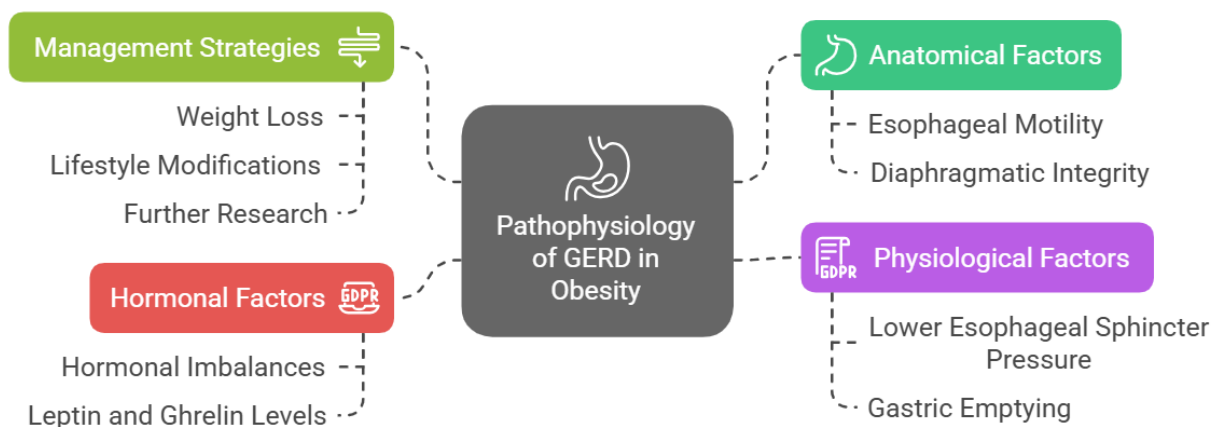 Management Strategies
Weight Loss
Lifestyle Modifications
Further Research
Hormonal Factors
GDPR
Hormonal Imbalances
Leptin and Ghrelin Levels
Pathophysiology
of GERD in
Obesity
Anatomical Factors
Esophageal Motility
Diaphragmatic Integrity
GDPR
Physiological Factors
Lower Esophageal Sphincter
Pressure
Gastric Emptying